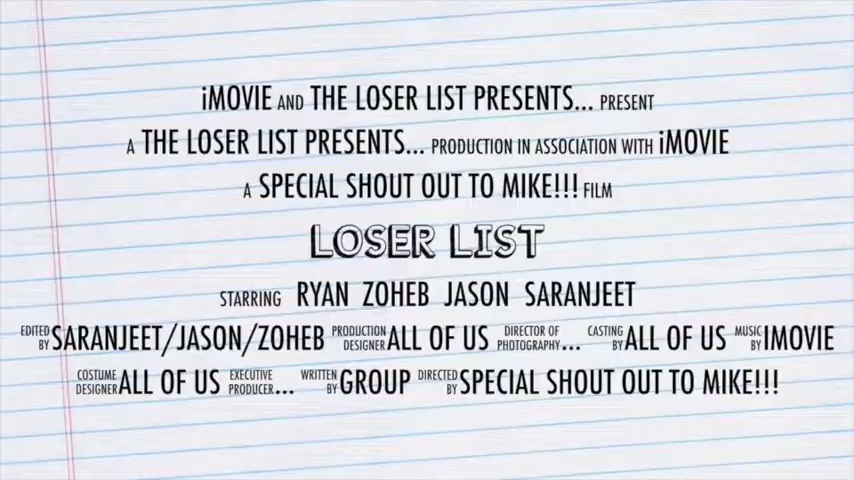 iMOVIE AND THE LOSER LIST PRESENTS... PRESENT
A THE LOSER LIST PRESENTS... PRODUCTION IN ASSOCIATION WITH iMOVIE
A SPECIAL SHOUT OUT TO MIKE!!! FILM
LOSER LIST
STARRING RYAN ZOHEB JASON SARANJEET
EDITED BY SARANJEET/JASON/ZOHEB PRODUCTION DESIGNER ALL OF US DIRECTOR OF PHOTOGRAPHY... CASTING BY ALL OF US MUSIC BY IMOVIE
COSTUME DESIGNER ALL OF US EXECUTIVE PRODUCER... WRITTEN BY GROUP DIRECTED BY SPECIAL SHOUT OUT TO MIKE!!!